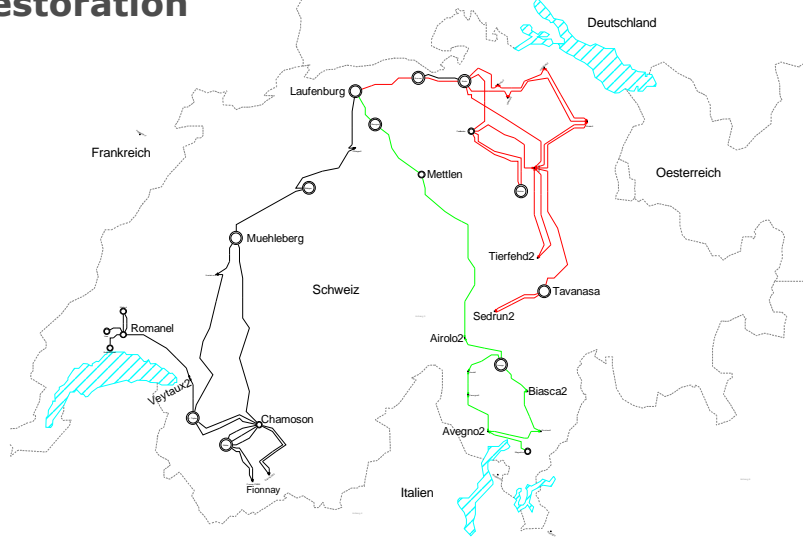 estoration
Deutschland
Laufenburg
Frankreich
Mettlen
Oesterreich
Muehleberg
Tierfehd2
Schweiz
Tavanasa
Sedrun2
Romanel
Airolo2
Veytaux2
Biasca2
Chamoson
Avegno2
Fionnay
Italien